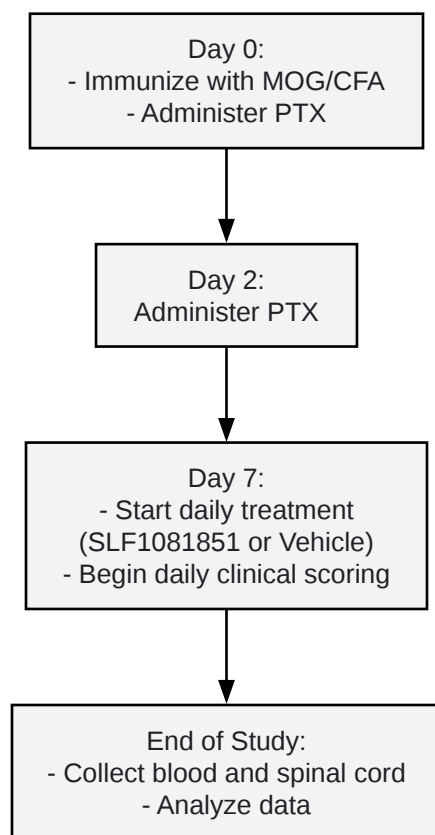 Day 0:
- Immunize with MOG/CFA
- Administer PTX
Day 2:
Administer PTX
Day 7:
- Start daily treatment
(SLF1081851 or Vehicle)
- Begin daily clinical scoring
End of Study:
- Collect blood and spinal cord
- Analyze data